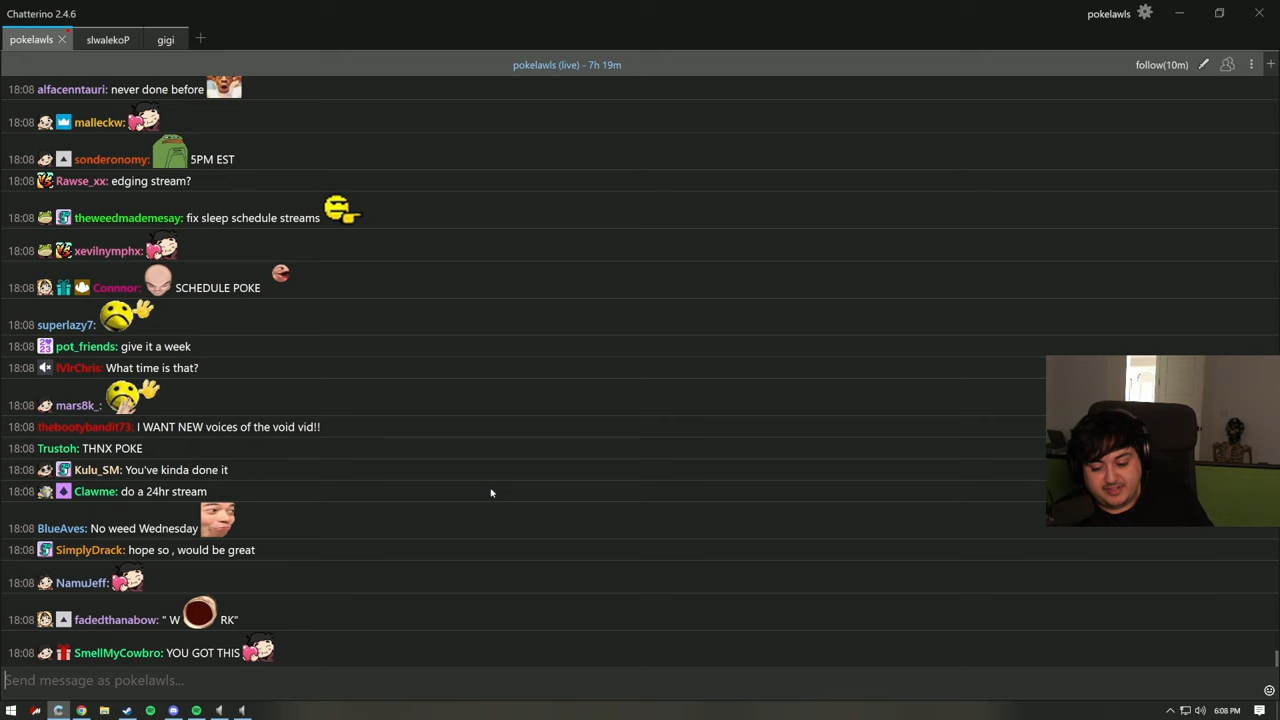 Chatterino 2.4.6
pokelawls
pokelawls
slwalekoP
gigi
pokelawls (live) - 7h 19m
follow(10m)
18:08 alfacenntauri: never done before
18:08 malleckw:
18:08 sonderonomy: 5PM EST
18:08 Rawse_xx: edging stream?
18:08 theweedmademesay: fix sleep schedule streams
18:08 xevilnymphx:
18:08 Connnor: SCHEDULE POKE
18:08 superlazy7:
18:08 pot_friends: give it a week
18:08 IVIrChris: What time is that?
18:08 mars8k_:
18:08 thebootybandit73: I WANT NEW voices of the void vid!!
18:08 Trustoh: THNX POKE
18:08 Kulu_SM: You've kinda done it
18:08 Clawme: do a 24hr stream
18:08 BlueAves: No weed Wednesday
18:08 SimplyDrack: hope so , would be great
18:08 NamuJeff:
18:08 fadedthanabow: " W RK"
18:08 SmellMyCowbro: YOU GOT THIS
Send message as pokelawls...
6:08 PM